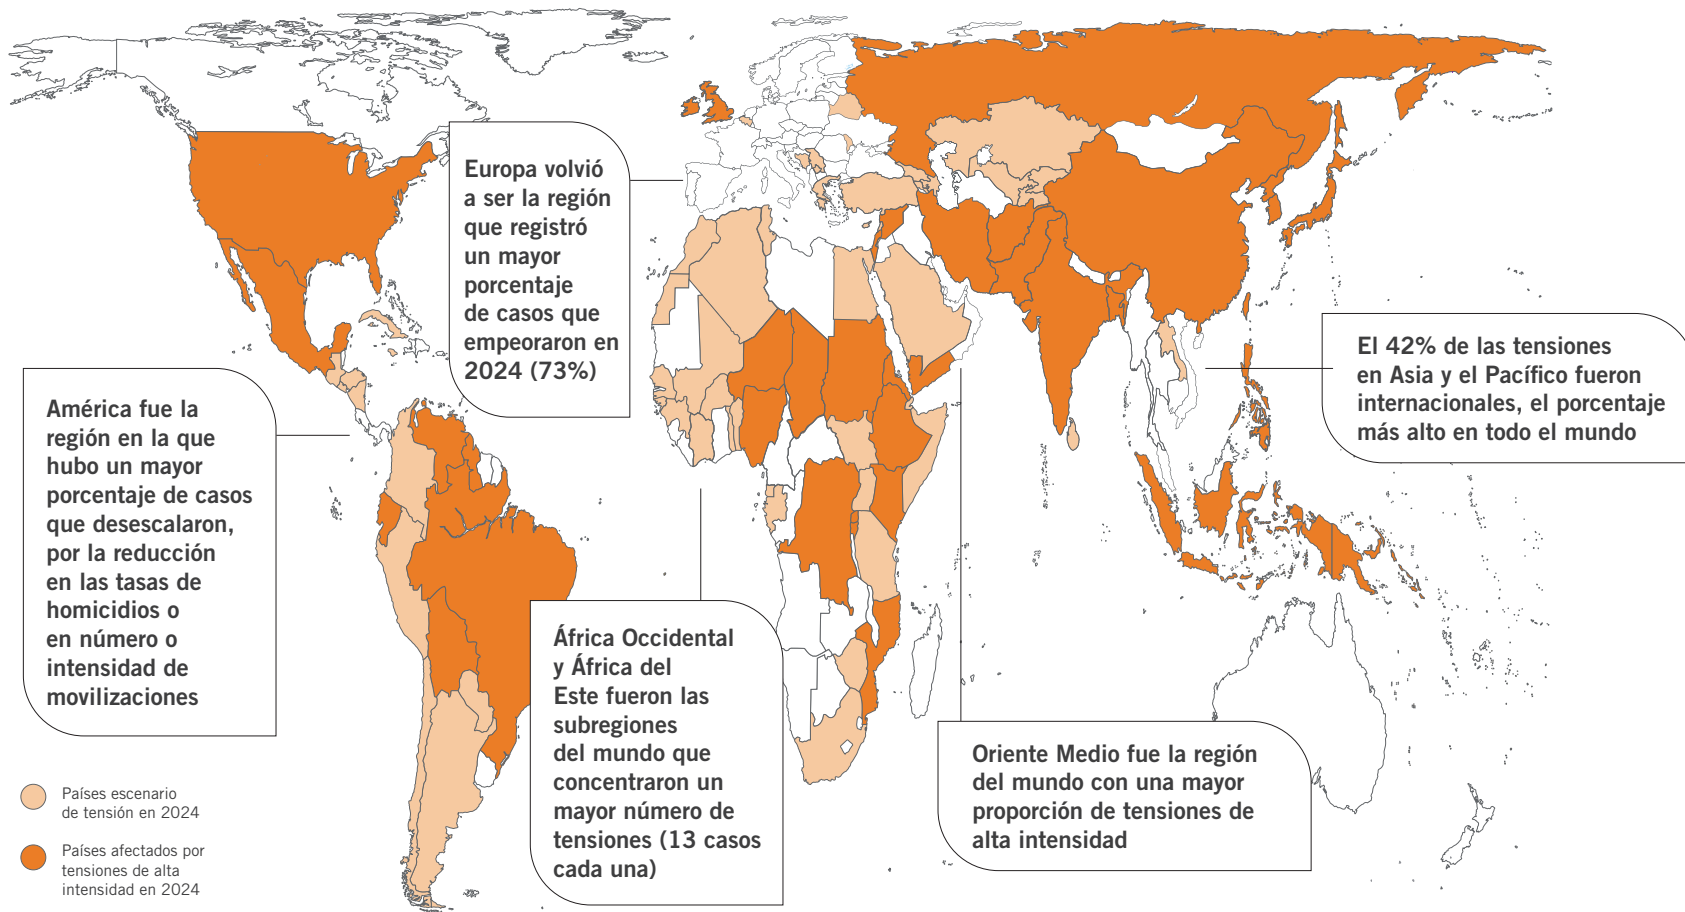 Europa volvió
a ser la región
que registró
un mayor
porcentaje
de casos que
empeoraron en
2024 (73%)
El 42% de las tensiones
en Asia y el Pacífico fueron
internacionales, el porcentaje
más alto en todo el mundo
América fue la
región en la que
hubo un mayor
porcentaje de casos
que desescalaron,
por la reducción
en las tasas de
homicidios o
en número o
intensidad de
movilizaciones
África Occidental
y África del
Este fueron las
subregiones
del mundo que
concentraron un
mayor número de
tensiones (13 casos
cada una)
Oriente Medio fue la región
del mundo con una mayor
proporción de tensiones de
alta intensidad
Países escenario
de tensión en 2024
Países afectados por
tensiones de alta
intensidad en 2024